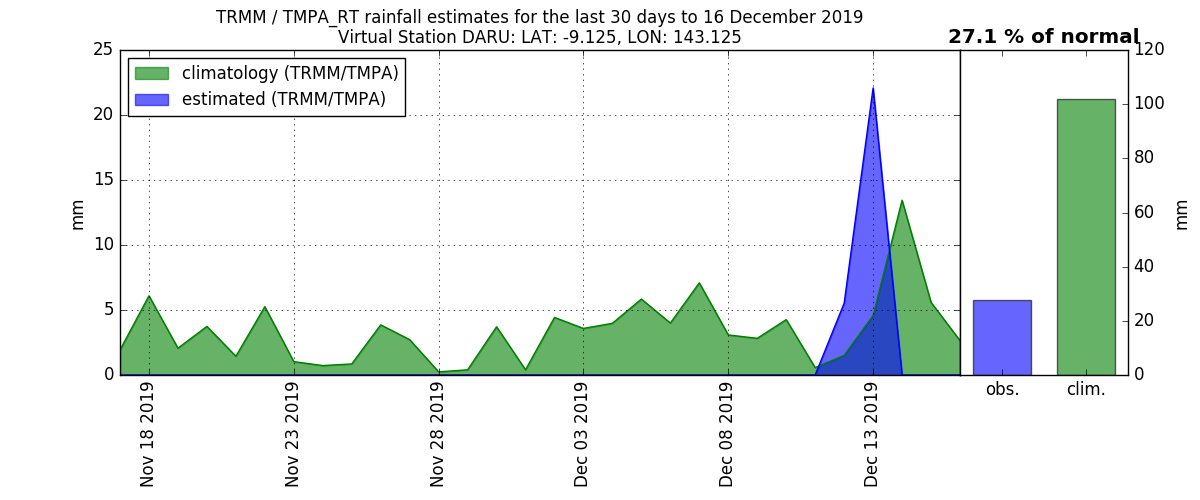 TRMM / TMPA_RT rainfall estimates for the last 30 days to 16 December 2019
Virtual Station DARU: LAT: -9.125, LON: 143.125
27.1 % of normal
climatology (TRMM/TMPA)
estimated (TRMM/TMPA)
25
20
15
10
5
0
mm
120
100
80
60
40
20
0
mm
obs.
clim.
Nov 18 2019
Nov 23 2019
Nov 28 2019
Dec 03 2019
Dec 08 2019
Dec 13 2019